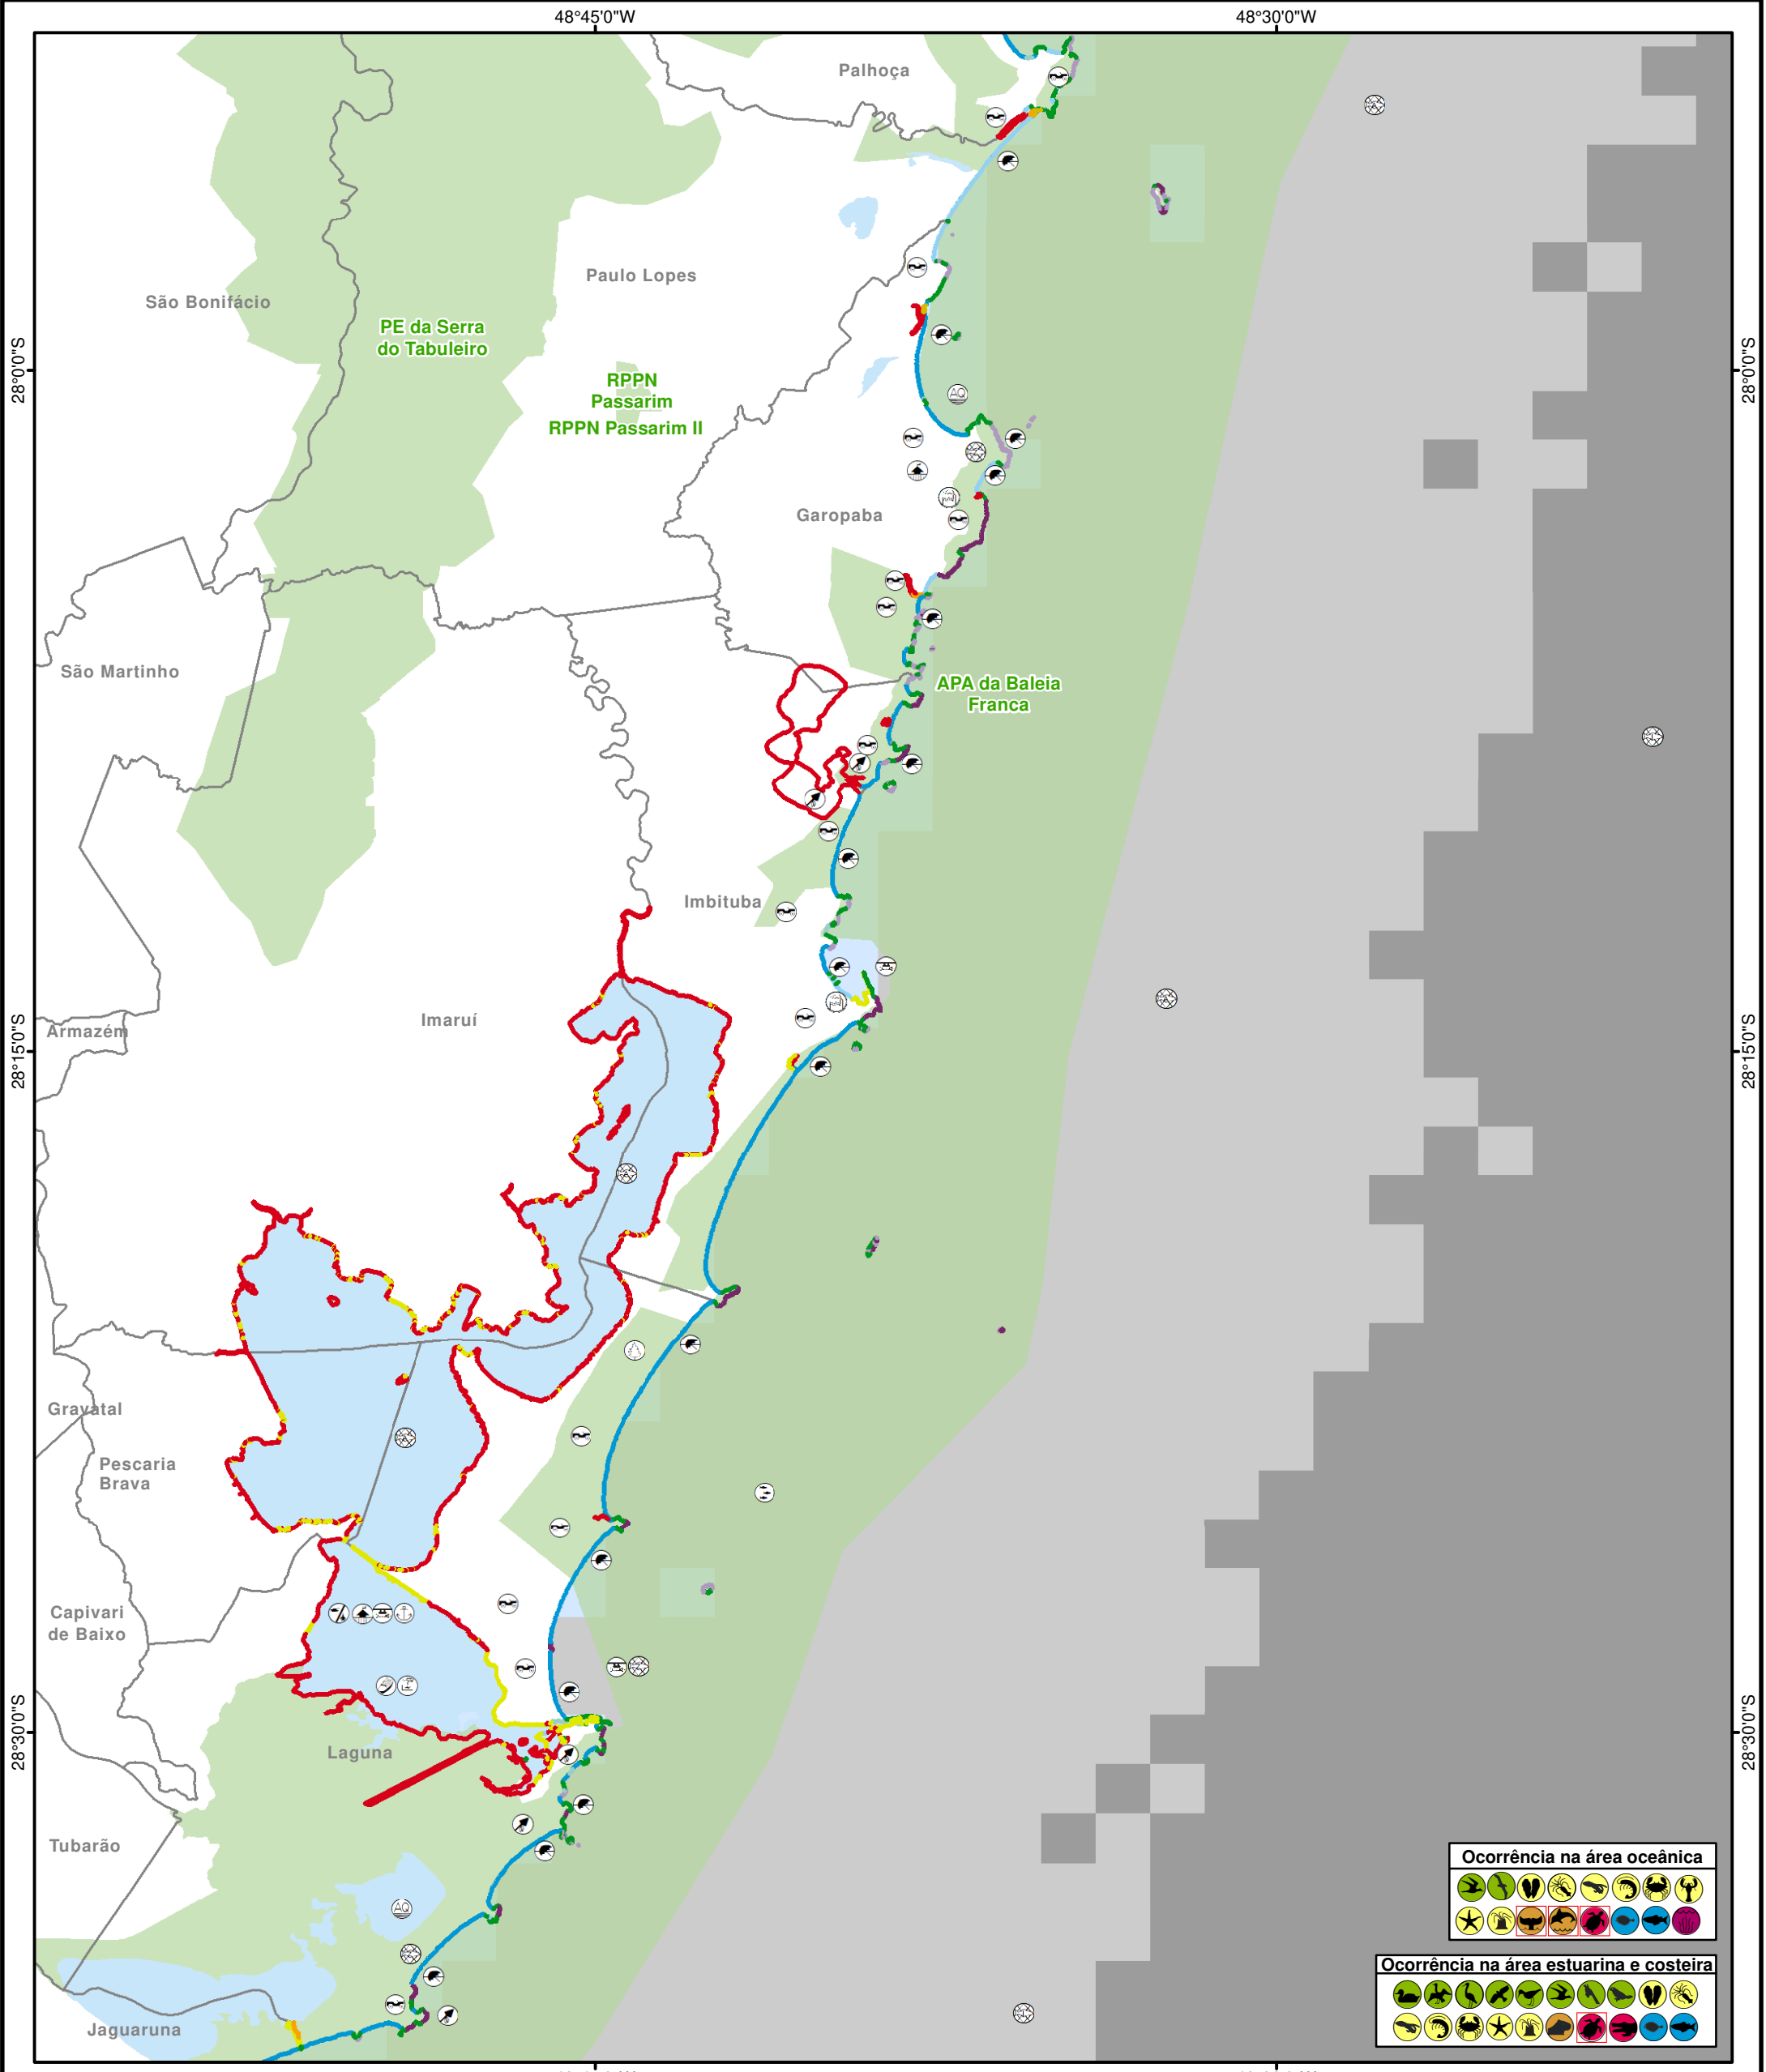 48°45'0"W
48°30'0"W
Palhoça
Paulo Lopes
São Bonifácio
PE da Serra
do Tabuleiro
28°0'0"S
28°0'0"S
RPPN
Passarim
RPPN Passarim II
AQ
Garopaba
São Martinho
APA da Baleia
Franca
Imbituba
Imaruí
Armazém
28°15'0"S
28°15'0"S
Gravatal
Pescaria
Brava
Capivari
de Baixo
28°30'0"S
28°30'0"S
Laguna
Tubarão
AQ
Jaguaruna
Ocorrência na área oceânica
Ocorrência na área estuarina e costeira